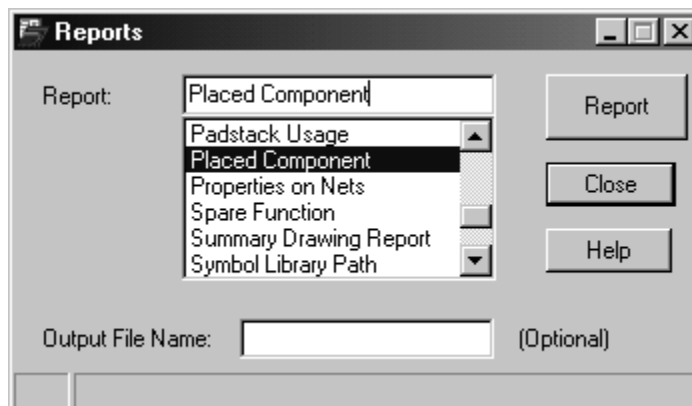 Reports
Report:
Placed Component
Report
Padstack Usage
Placed Component
Properties on Nets
Spare Function
Summary Drawing Report
Symbol Library Path
Close
Help
Output File Name:
(Optional)